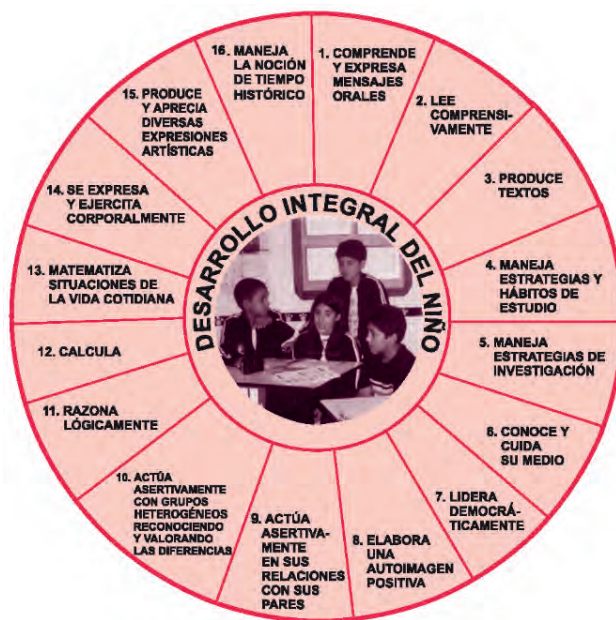 DESARROLLO INTEGRAL DEL NIÑO
1. COMPRENDE
Y EXPRESA
MENSAJES
ORALES
2. LEE
COMPRENSI-
VAMENTE
3. PRODUCE
TEXTOS
4. MANEJA
ESTRATEGIAS Y
HÁBITOS DE
ESTUDIO
5. MANEJA
ESTRATEGIAS DE
INVESTIGACIÓN
6. CONOCE Y
CUIDA
SU MEDIO
7. LIDERA
DEMOCRÁ-
TICAMENTE
8. ELABORA
UNA
AUTOIMAGEN
POSITIVA
9. ACTÚA
ASERTIVA-
MENTE
EN SUS
RELACIONES
CON SUS
PARES
10. ACTÚA
ASERTIVAMENTE
CON GRUPOS
HETEROGÉNEOS
RECONOCIENDO
Y VALORANDO
LAS DIFERENCIAS
11. RAZONA
LÓGICAMENTE
12. CALCULA
13. MATEMATIZA
SITUACIONES DE
LA VIDA COTIDIANA
14. SE EXPRESA
Y EJERCITA
CORPORALMENTE
15. PRODUCE
Y APRECIA
DIVERSAS
EXPRESIONES
ARTÍSTICAS
16. MANEJA
LA NOCIÓN
DE TIEMPO
HISTÓRICO